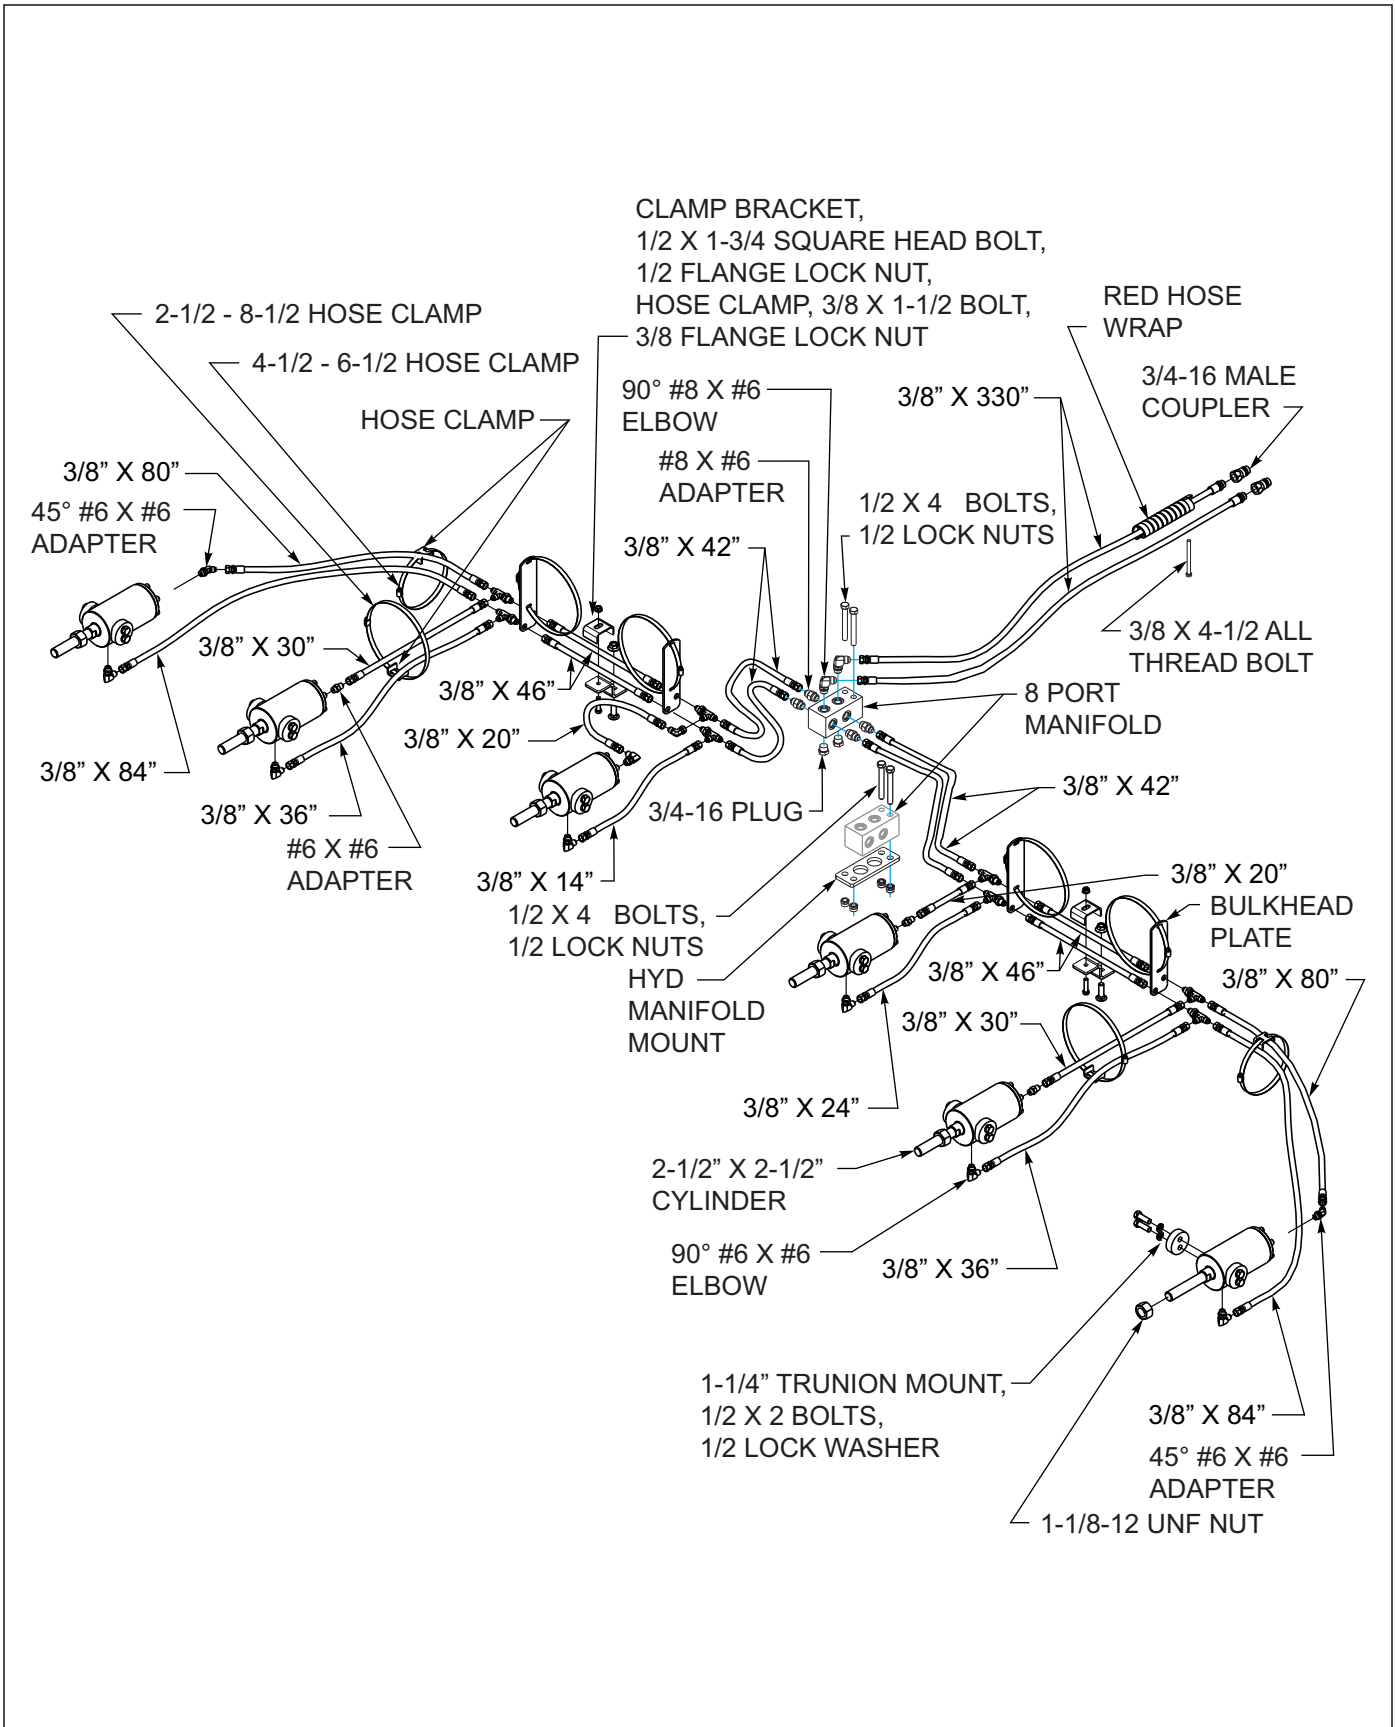 CLAMP BRACKET,
1/2 X 1-3/4 SQUARE HEAD BOLT,
1/2 FLANGE LOCK NUT,
HOSE CLAMP, 3/8 X 1-1/2 BOLT,
3/8 FLANGE LOCK NUT
2-1/2 - 8-1/2 HOSE CLAMP
4-1/2 - 6-1/2 HOSE CLAMP
HOSE CLAMP
RED HOSE
WRAP
3/4-16 MALE
COUPLER
90° #8 X #6
ELBOW
3/8” X 330”
#8 X #6
ADAPTER
1/2 X 4 BOLTS,
1/2 LOCK NUTS
3/8” X 80”
45° #6 X #6
ADAPTER
3/8” X 42”
3/8 X 4-1/2 ALL
THREAD BOLT
3/8” X 30”
3/8” X 46”
8 PORT
MANIFOLD
3/8” X 20”
3/8” X 84”
3/8” X 36”
3/4-16 PLUG
3/8” X 42”
#6 X #6
ADAPTER
3/8” X 14”
1/2 X 4 BOLTS,
1/2 LOCK NUTS
3/8” X 20”
BULKHEAD
PLATE
HYD
MANIFOLD
MOUNT
3/8” X 46”
3/8” X 80”
3/8” X 30”
3/8” X 24”
2-1/2” X 2-1/2”
CYLINDER
90° #6 X #6
ELBOW
3/8” X 36”
1-1/4” TRUNION MOUNT,
1/2 X 2 BOLTS,
1/2 LOCK WASHER
3/8” X 84”
45° #6 X #6
ADAPTER
1-1/8-12 UNF NUT